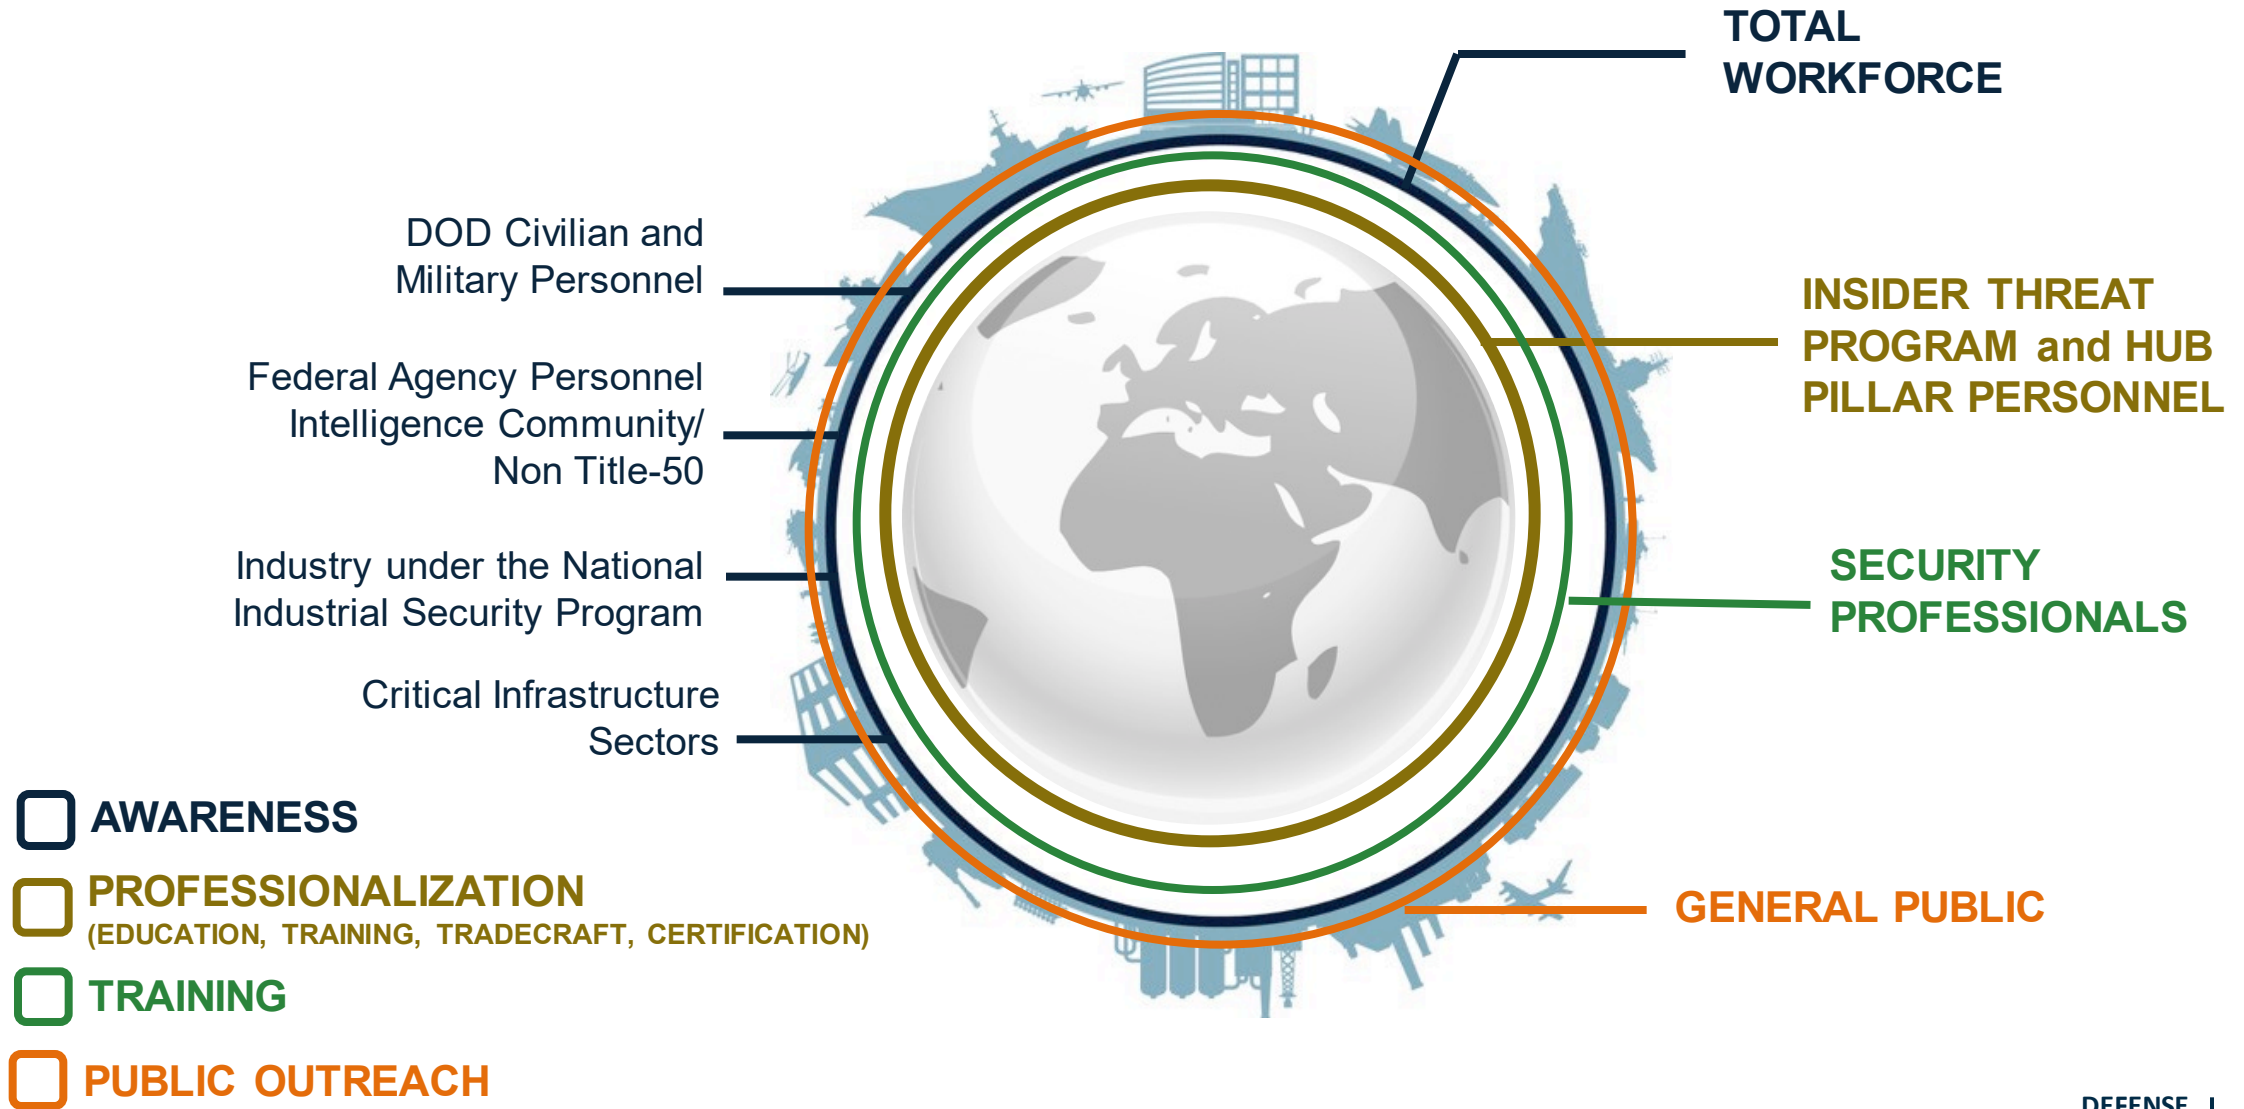 TOTAL
WORKFORCE
DOD Civilian and
Military Personnel
INSIDER THREAT
PROGRAM and HUB
PILLAR PERSONNEL
Federal Agency Personnel
Intelligence Community/
Non Title-50
Industry under the National
Industrial Security Program
SECURITY
PROFESSIONALS
Critical Infrastructure
Sectors
AWARENESS
PROFESSIONALIZATION
(EDUCATION, TRAINING, TRADECRAFT, CERTIFICATION)
GENERAL PUBLIC
TRAINING
PUBLIC OUTREACH
DEFENSE